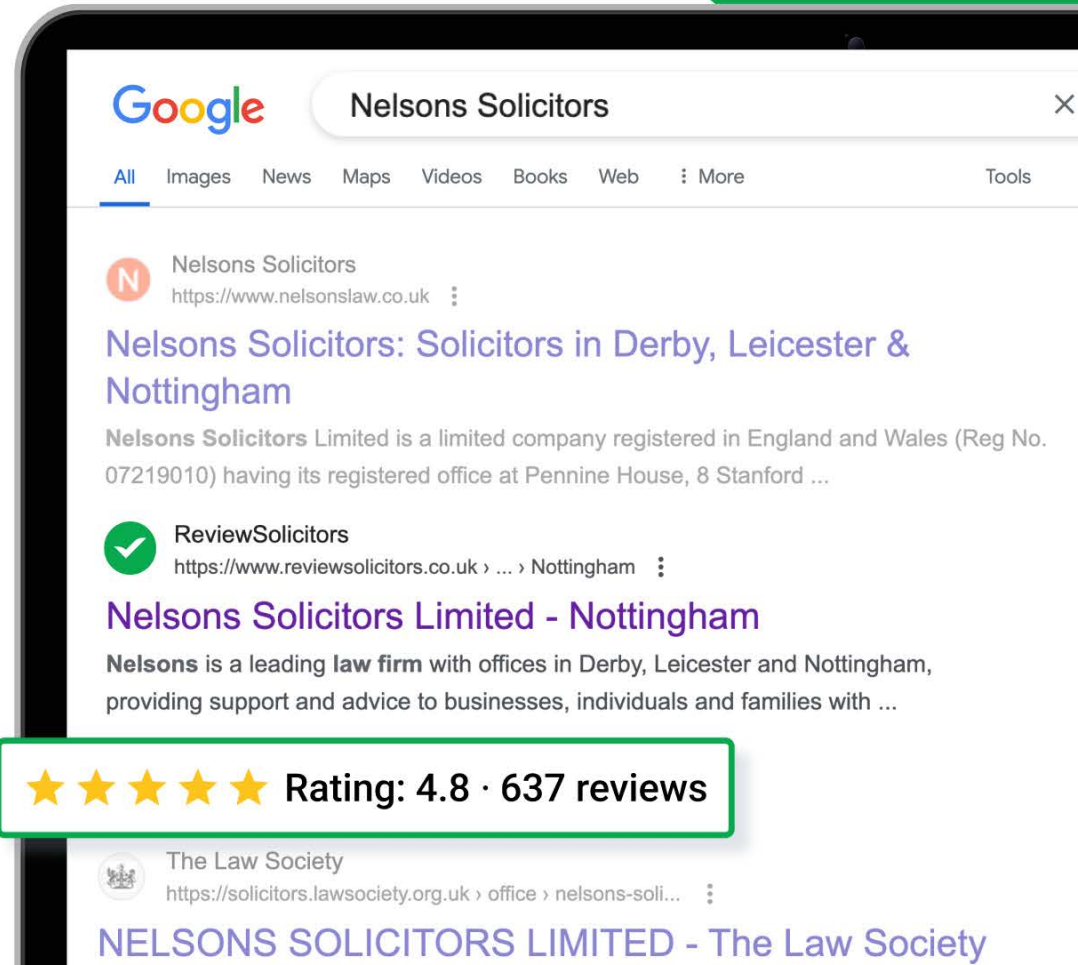 Google
Nelsons Solicitors
All Images News Maps Videos Books Web More Tools
N
Nelsons Solicitors
https://www.nelsonslaw.co.uk
Nelsons Solicitors: Solicitors in Derby, Leicester &
Nottingham
Nelsons Solicitors Limited is a limited company registered in England and Wales (Reg No.
07219010) having its registered office at Pennine House, 8 Stanford ...
ReviewSolicitors
https://www.reviewsolicitors.co.uk › ... › Nottingham
Nelsons Solicitors Limited - Nottingham
Nelsons is a leading law firm with offices in Derby, Leicester and Nottingham,
providing support and advice to businesses, individuals and families with ...
Rating: 4.8 · 637 reviews
The Law Society
https://solicitors.lawsociety.org.uk › office › nelsons-soli...
NELSONS SOLICITORS LIMITED - The Law Society